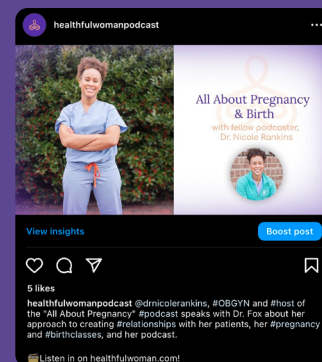 healthfulwomanpodcast
All About Pregnancy
& Birth
with fellow podcaster,
Dr. Nicole Rankins
View insights
Boost post
5 likes
healthfulwomanpodcast @drnicolerankins, #OBGYN and #host of
the "All About Pregnancy" #podcast speaks with Dr. Fox about her
approach to creating #relationships with her patients, her #pregnancy
and #birthclasses, and her podcast.
Listen in on healthfulwoman.com!